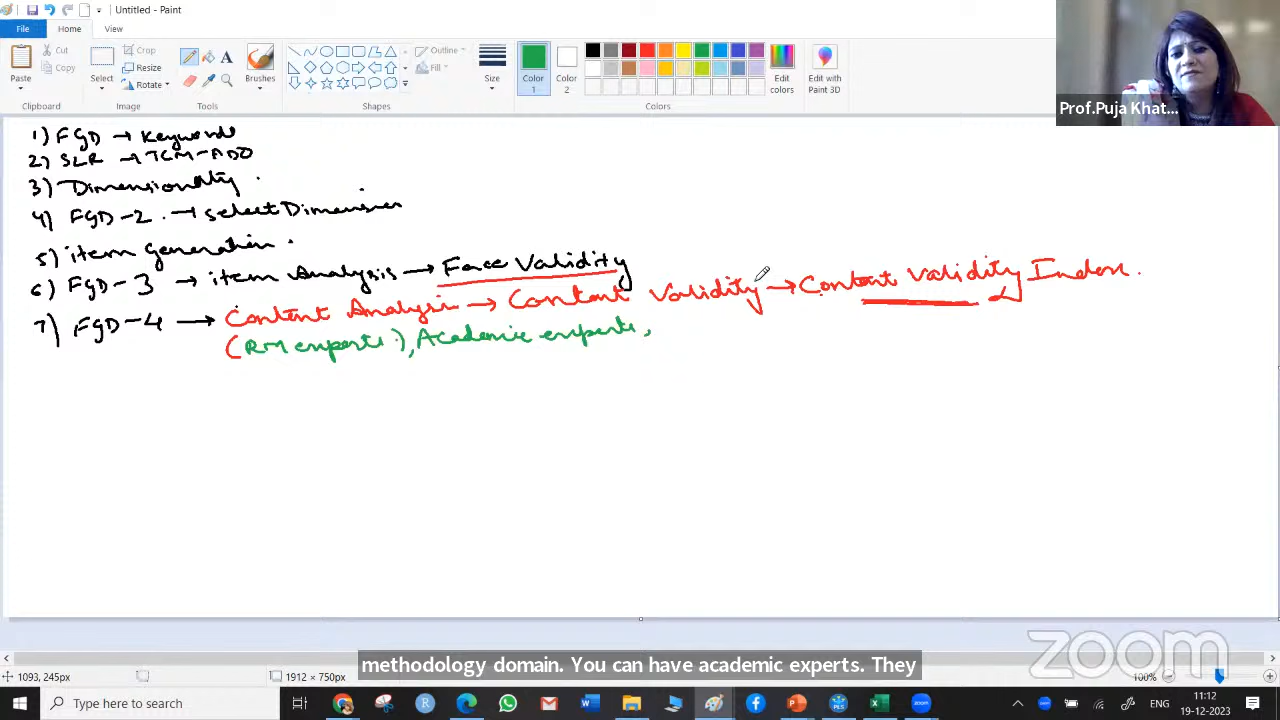 Untitled - Paint
File Home View
Paste Cut Copy Clipboard
Select Crop Resize Rotate Image
Tools
Brushes
Outline Fill Shapes
Size
Color 1 Color 2 Edit colors Colors
Edit with Paint 3D
Prof.Puja Khat...
1) FGD → Keywords
2) SLR → TCM-ADO
3) Dimensionality.
4) FGD-2. → Select Dimension
5) item Generation.
6) FGD-3 → item Analysis → Face Validity
7) FGD-4 → Content Analysis → Content Validity → Content Validity Index.
(RM experts.), Academic experts,
zoom
methodology domain. You can have academic experts. They
1093, 245px
1912 × 750px
100%
Type here to search
11:12
ENG
19-12-2023